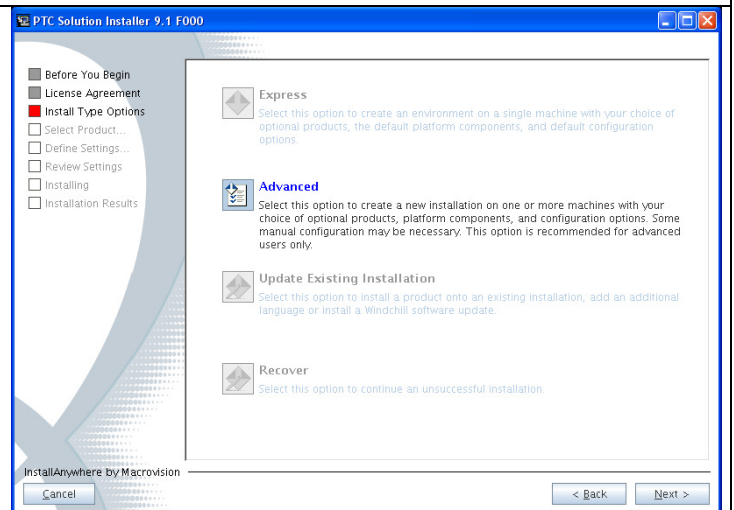 PTC Solution Installer 9.1 F000
Before You Begin
License Agreement
Install Type Options
Select Product...
Define Settings...
Review Settings
Installing
Installation Results
Express
Select this option to create an environment on a single machine with your choice of
optional products, the default platform components, and default configuration
options.
Advanced
Select this option to create a new installation on one or more machines with your
choice of optional products, platform components, and configuration options. Some
manual configuration may be necessary. This option is recommended for advanced
users only.
Update Existing Installation
Select this option to install a product onto an existing installation, add an additional
language or install a Windchill software update.
Recover
Select this option to continue an unsuccessful installation.
InstallAnywhere by Macrovision
Cancel
< Back
Next >